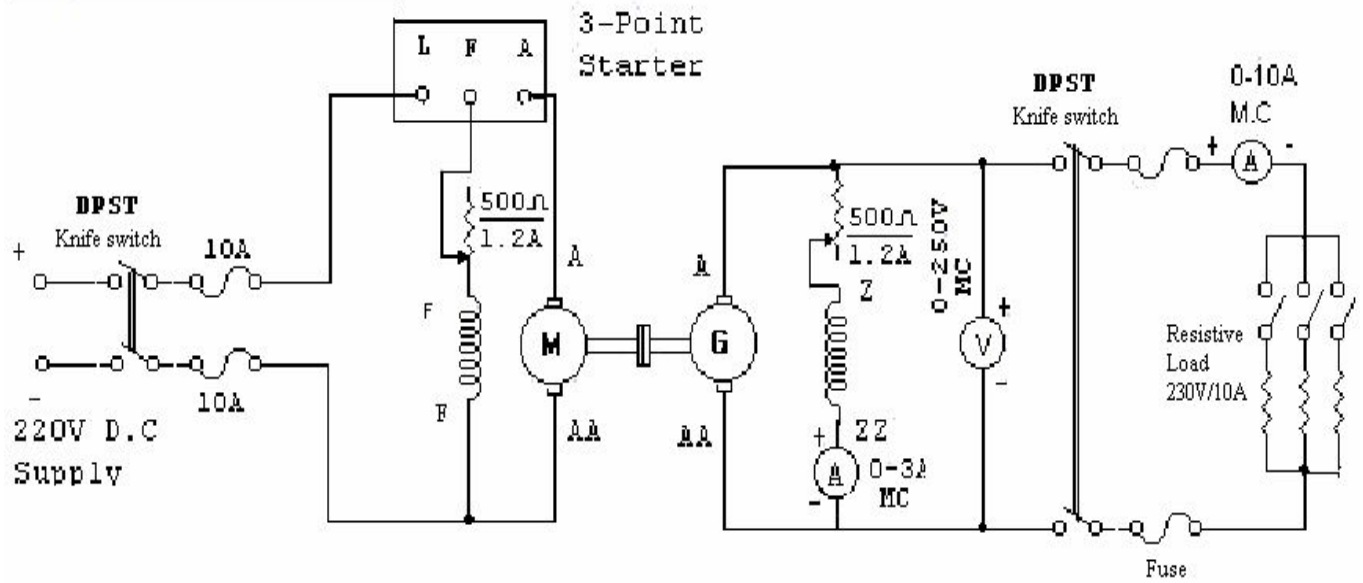 3-Point
Starter
L F A
DPST
Knife switch
0-10A
M.C
+ A -
DPST
Knife switch
+
10A
500Ω
1.2A
A
F
F
M
AA
-
10A
220V D.C
Supply
A
G
AA
500Ω
1.2A
Z
ZZ
+
A
-
0-3A
MC
0-250V
MC
+
V
-
Resistive
Load
230V/10A
Fuse